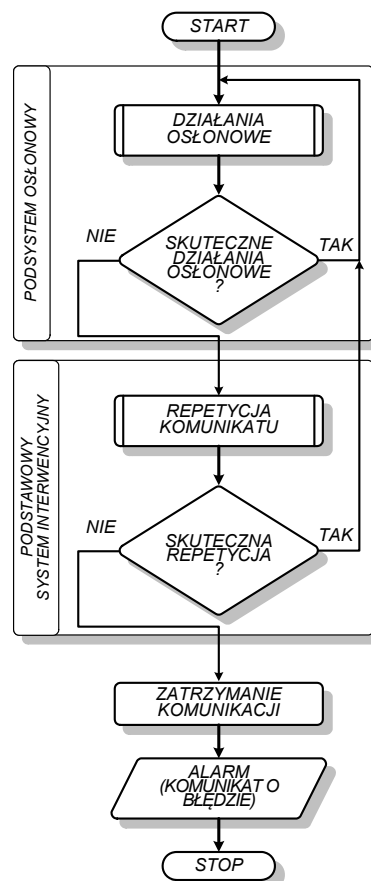 START
PODSYSTEM OSŁONOWY
DZIAŁANIA
OSŁONOWE
NIE
SKUTECZNE
DZIAŁANIA
OSŁONOWE
?
TAK
PODSTAWOWY
SYSTEM INTERWENCYJNY
REPETYCJA
KOMUNIKATU
NIE
SKUTECZNA
REPETYCJA
?
TAK
ZATRZYMANIE
KOMUNIKACJI
ALARM
(KOMUNIKAT O
BŁĘDZIE)
STOP